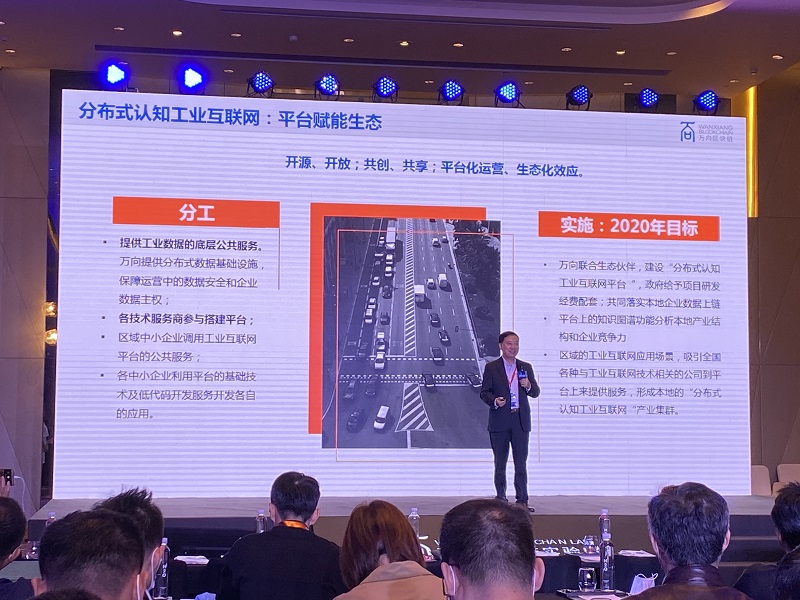 分布式认知工业互联网：平台赋能生态
WANXIANG
BLOCKCHAIN
万向区块链
开源、开放；共创、共享；平台化运营、生态化效应。
分工
• 提供工业数据的底层公共服务。
万向提供分布式数据基础设施，
保障运营中的数据安全和企业
数据主权；
• 各技术服务商参与搭建平台；
• 区域中小企业调用工业互联网
平台的公共服务；
• 各中小企业利用平台的基础技
术及低代码开发服务开发各自
的应用。
实施：2020年目标
• 万向联合生态伙伴，建设“分布式认知
工业互联网平台”，政府给予项目研发
经费配套；共同落实本地企业数据上链
• 平台上的知识图谱功能分析本地产业结
构和企业竞争力
• 区域的工业互联网应用场景，吸引全国
各种与工业互联网技术相关的公司到平
台上来提供服务，形成本地的“分布式
认知工业互联网”产业集群。
CHAIN LA
实验